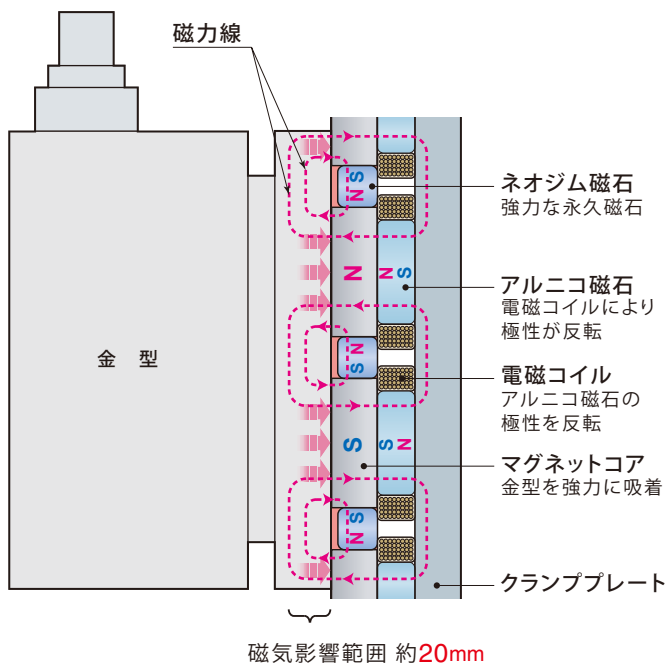 磁力線
ネオジム磁石
強力な永久磁石
アルニコ磁石
電磁コイルにより
極性が反転
電磁コイル
アルニコ磁石の
極性を反転
マグネットコア
金型を強力に吸着
クランププレート
金型
S
N
N
N
S
N
S
S
S
N
S
N
磁気影響範囲 約20mm